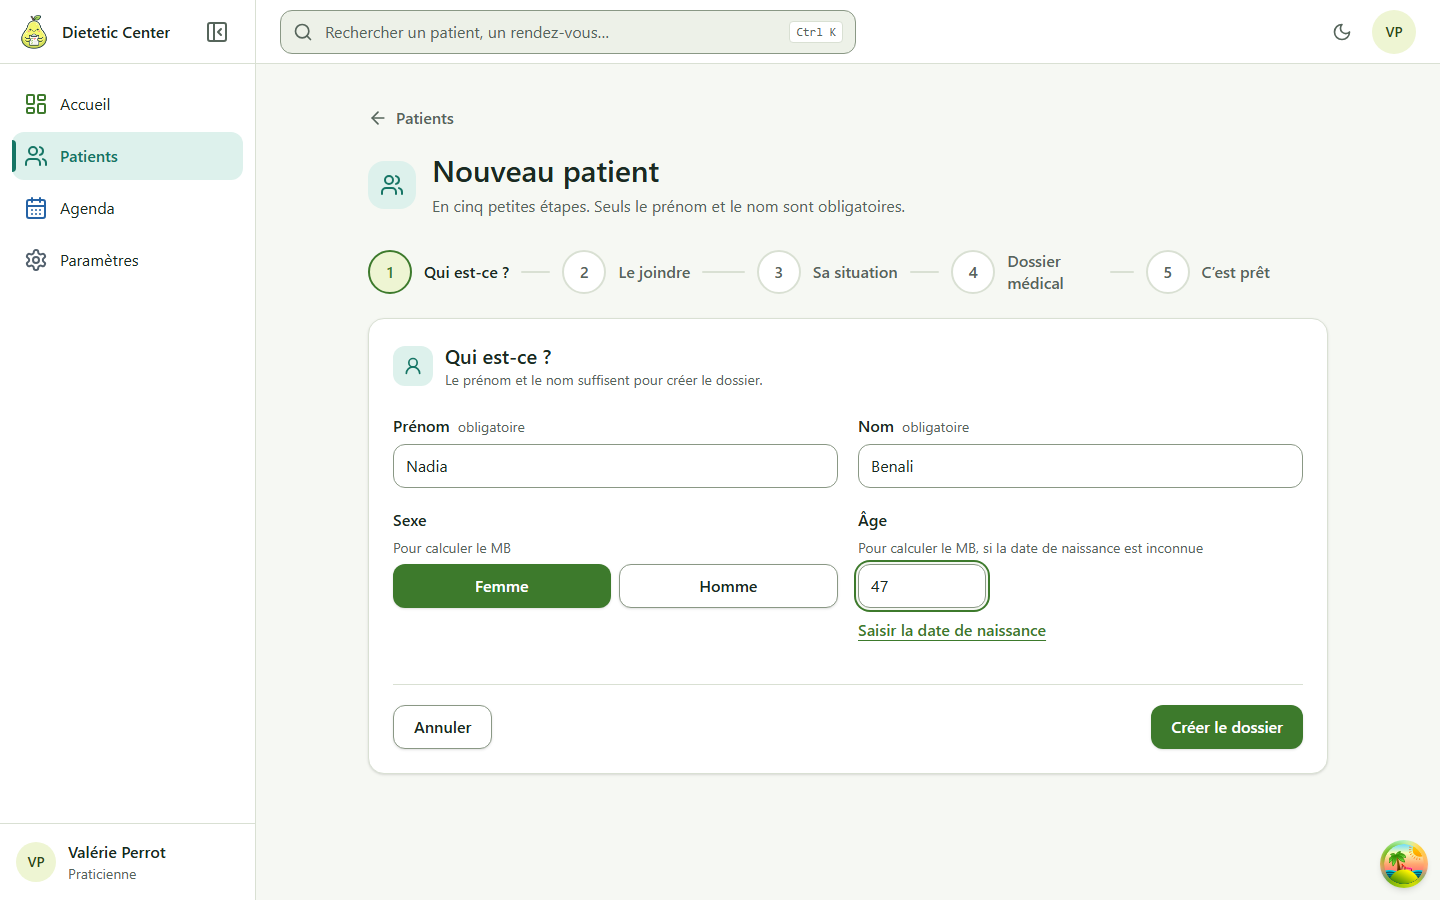 Dietetic Center
Rechercher un patient, un rendez-vous...
Ctrl K
VP
Accueil
Patients
Agenda
Paramètres
Patients
Nouveau patient
En cinq petites étapes. Seuls le prénom et le nom sont obligatoires.
1 Qui est-ce ?
2 Le joindre
3 Sa situation
4 Dossier médical
5 C’est prêt
Qui est-ce ?
Le prénom et le nom suffisent pour créer le dossier.
Prénom obligatoire
Nom obligatoire
Nadia
Benali
Sexe
Âge
Pour calculer le MB
Pour calculer le MB, si la date de naissance est inconnue
Femme
Homme
47
Saisir la date de naissance
Annuler
Créer le dossier
VP
Valérie Perrot
Praticienne